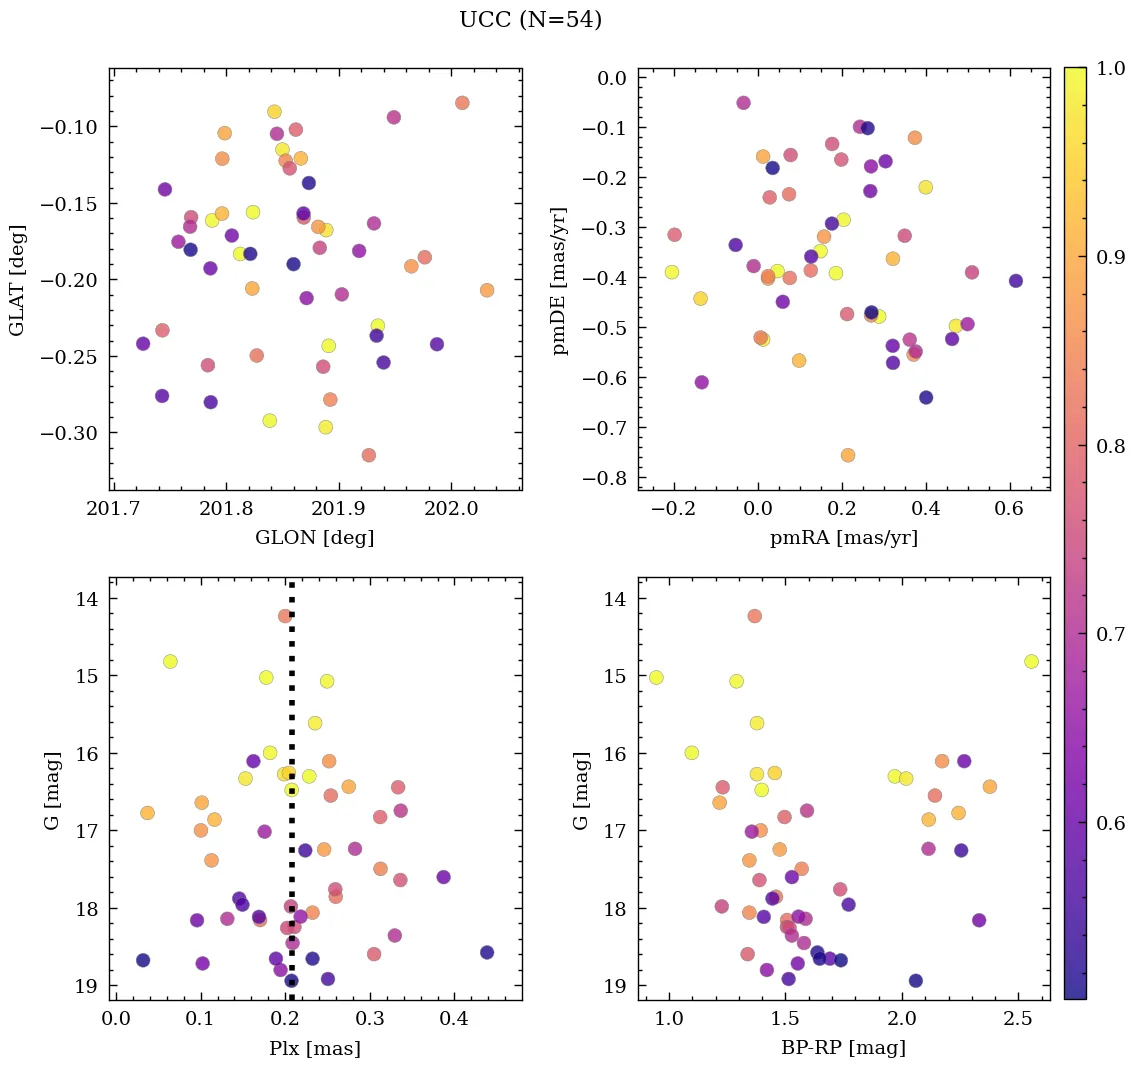 UCC (N=54)
−0.10
−0.15
−0.20
−0.25
−0.30
GLAT [deg]
201.7 201.8 201.9 202.0
GLON [deg]
0.0
−0.1
−0.2
−0.3
−0.4
−0.5
−0.6
−0.7
−0.8
pmDE [mas/yr]
−0.2 0.0 0.2 0.4 0.6
pmRA [mas/yr]
14
15
16
17
18
19
G [mag]
0.0 0.1 0.2 0.3 0.4
Plx [mas]
14
15
16
17
18
19
G [mag]
1.0 1.5 2.0 2.5
BP-RP [mag]
1.0
0.9
0.8
0.7
0.6